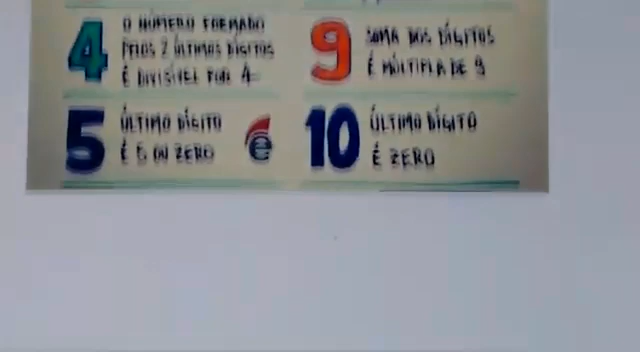 4
O NÚMERO FORMADO
PELOS 2 ÚLTIMOS DÍGITOS
É DIVISÍVEL POR 4
9
SOMA DOS DÍGITOS
É MÚLTIPLA DE 9
5
ÚLTIMO DÍGITO
É 5 OU ZERO
10
ÚLTIMO DÍGITO
É ZERO